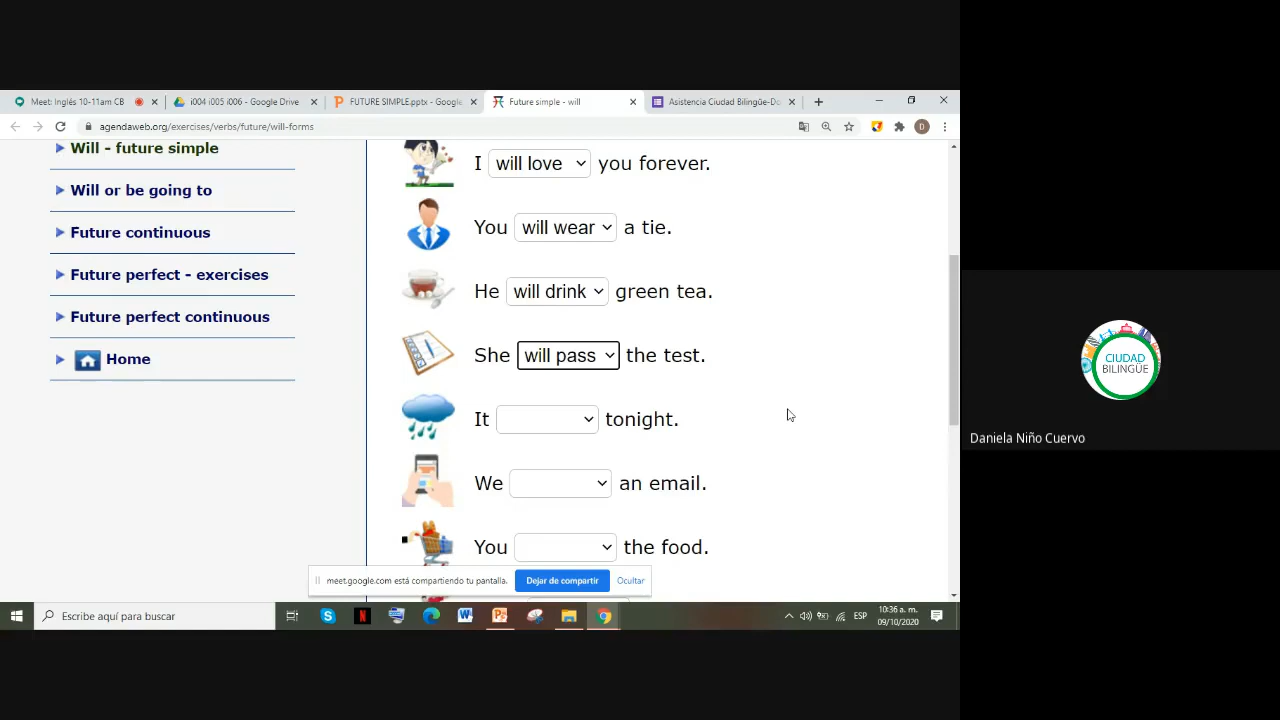 Meet: Inglés 10-11am CB
i004 i005 i006 - Google Drive
FUTURE SIMPLE.pptx - Google
Future simple - will
Asistencia Ciudad Bilingüe-Do
agendaweb.org/exercises/verbs/future/will-forms
D
Will - future simple
Will or be going to
Future continuous
Future perfect - exercises
Future perfect continuous
Home
I will love you forever.
You will wear a tie.
He will drink green tea.
She will pass the test.
It tonight.
We an email.
You the food.
meet.google.com está compartiendo tu pantalla.
Dejar de compartir
Ocultar
Escribe aquí para buscar
ESP
10:36 a. m.
09/10/2020
CIUDAD
BILINGÜE
Daniela Niño Cuervo